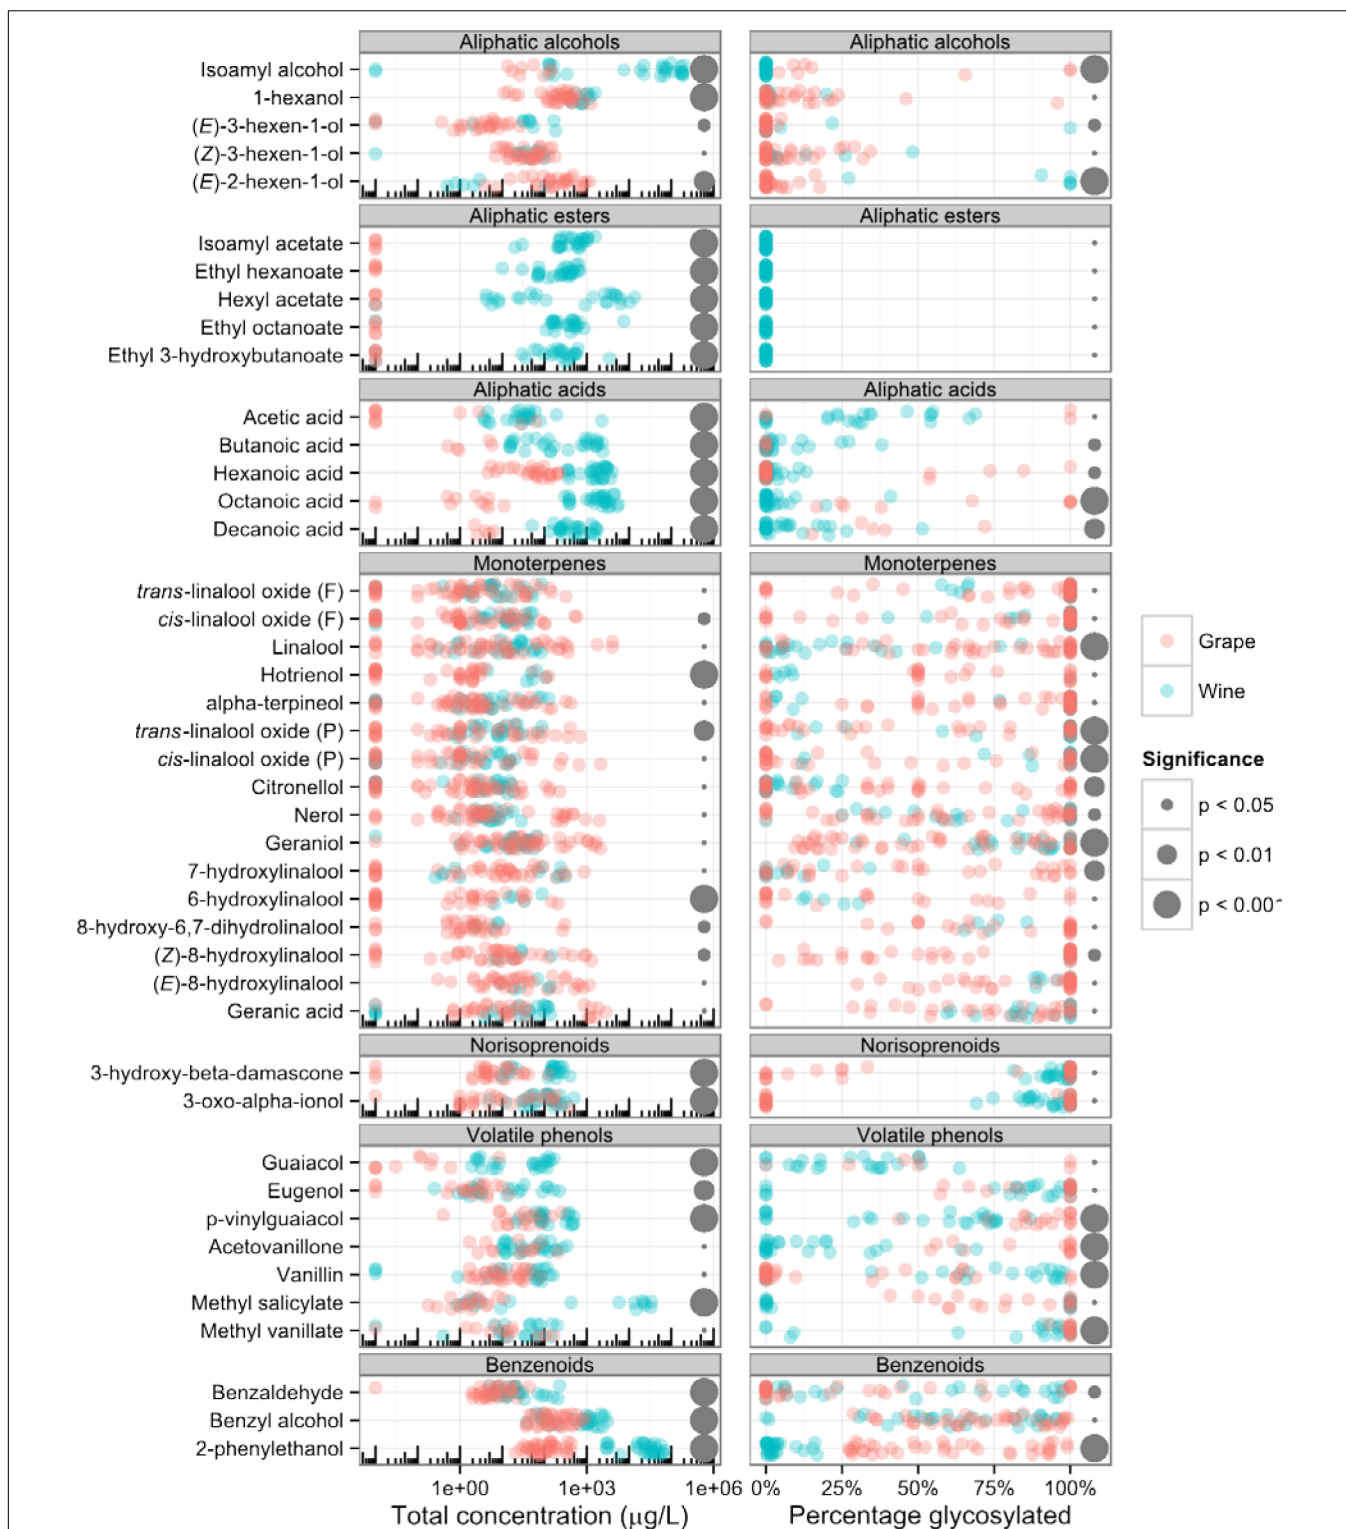 Aliphatic alcohols Aliphatic alcohols
Isoamyl alcohol
1-hexanol
(E)-3-hexen-1-ol
(Z)-3-hexen-1-ol
(E)-2-hexen-1-ol
Aliphatic esters Aliphatic esters
Isoamyl acetate
Ethyl hexanoate
Hexyl acetate
Ethyl octanoate
Ethyl 3-hydroxybutanoate
Aliphatic acids Aliphatic acids
Acetic acid
Butanoic acid
Hexanoic acid
Octanoic acid
Decanoic acid
Monoterpenes Monoterpenes
trans-linalool oxide (F)
cis-linalool oxide (F)
Linalool
Hotrienol
alpha-terpineol
trans-linalool oxide (P)
cis-linalool oxide (P)
Citronellol
Nerol
Geraniol
7-hydroxylinalool
6-hydroxylinalool
8-hydroxy-6,7-dihydrolinalool
(Z)-8-hydroxylinalool
(E)-8-hydroxylinalool
Geranic acid
Norisoprenoids Norisoprenoids
3-hydroxy-beta-damascone
3-oxo-alpha-ionol
Volatile phenols Volatile phenols
Guaiacol
Eugenol
p-vinylguaiacol
Acetovanillone
Vanillin
Methyl salicylate
Methyl vanillate
Benzenoids Benzenoids
Benzaldehyde
Benzyl alcohol
2-phenylethanol
1e+00 1e+03 1e+06 0% 25% 50% 75% 100%
Total concentration (μg/L) Percentage glycosylated
Grape
Wine
Significance
p < 0.05
p < 0.01
p < 0.00